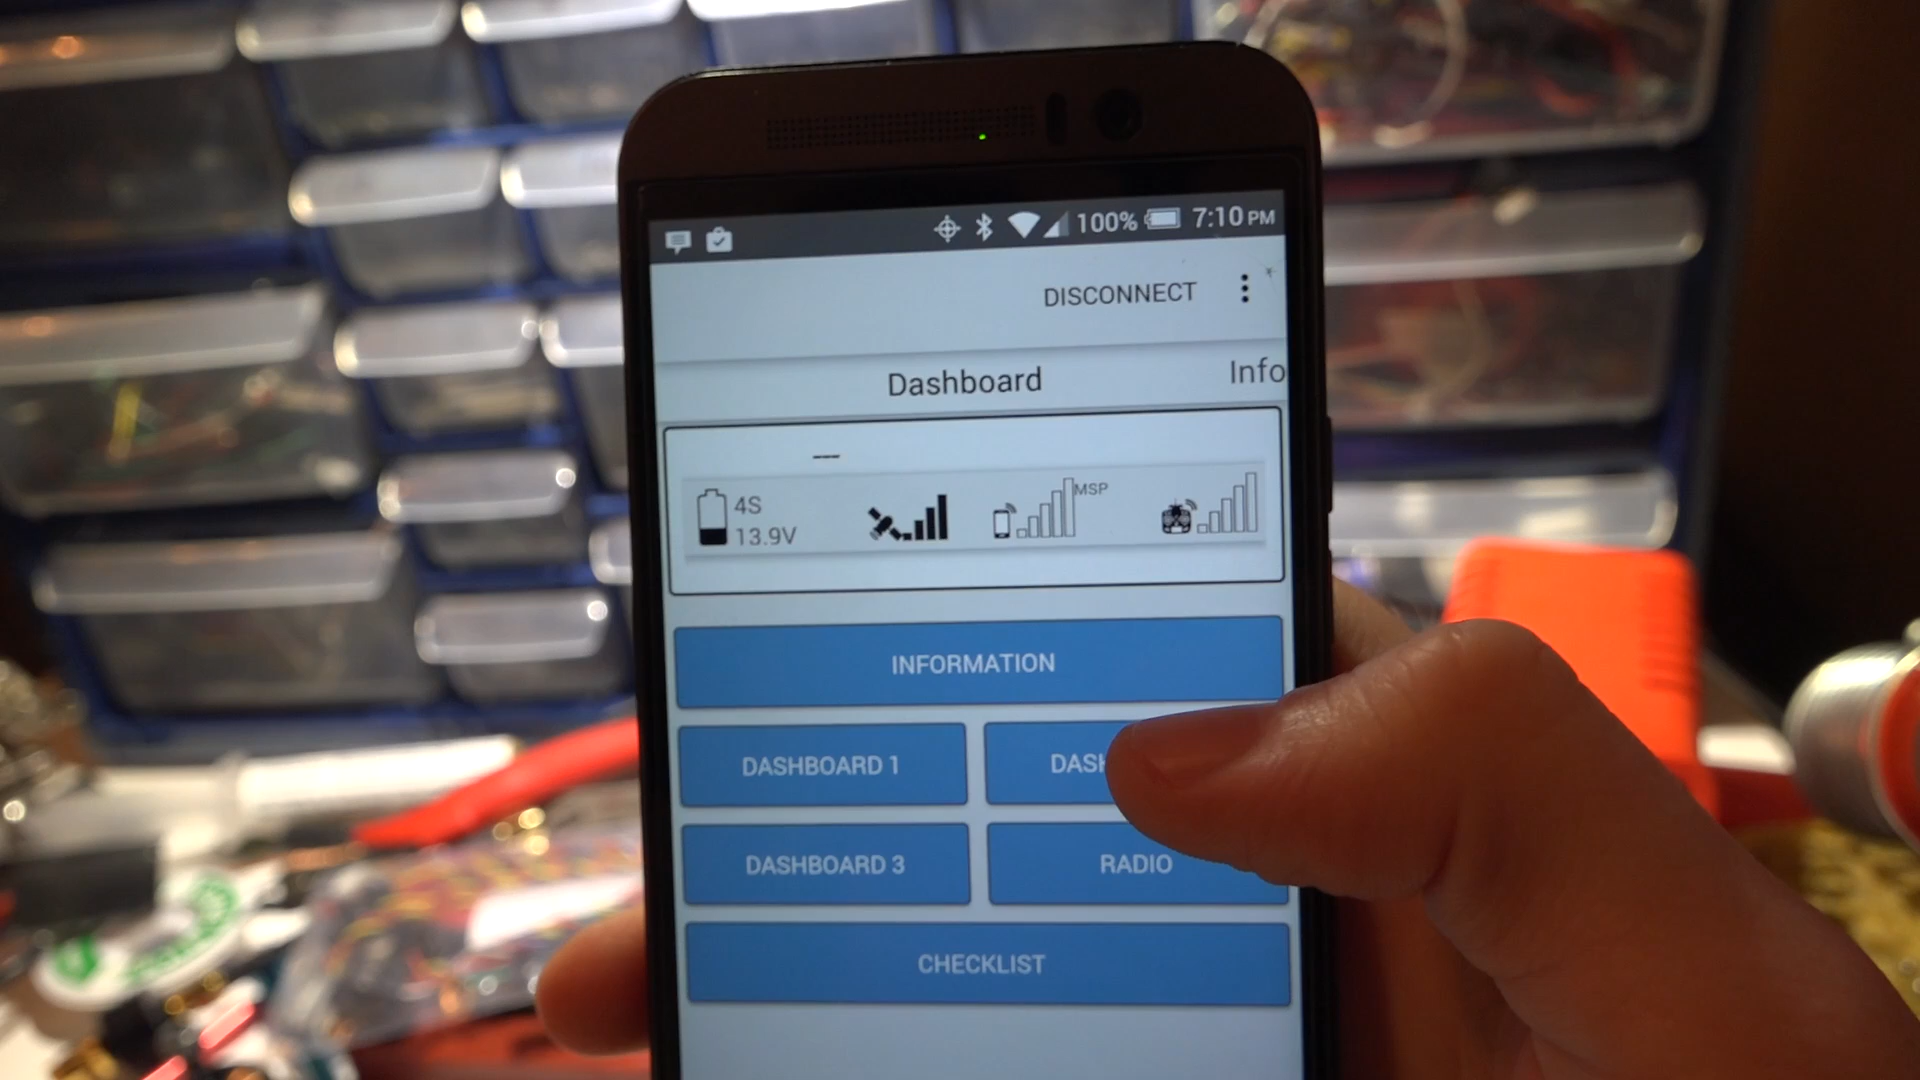 100% 7:10 PM
DISCONNECT
Dashboard Info
---
4S
13.9V
MSP
INFORMATION
DASHBOARD 1
DASH
DASHBOARD 3
RADIO
CHECKLIST